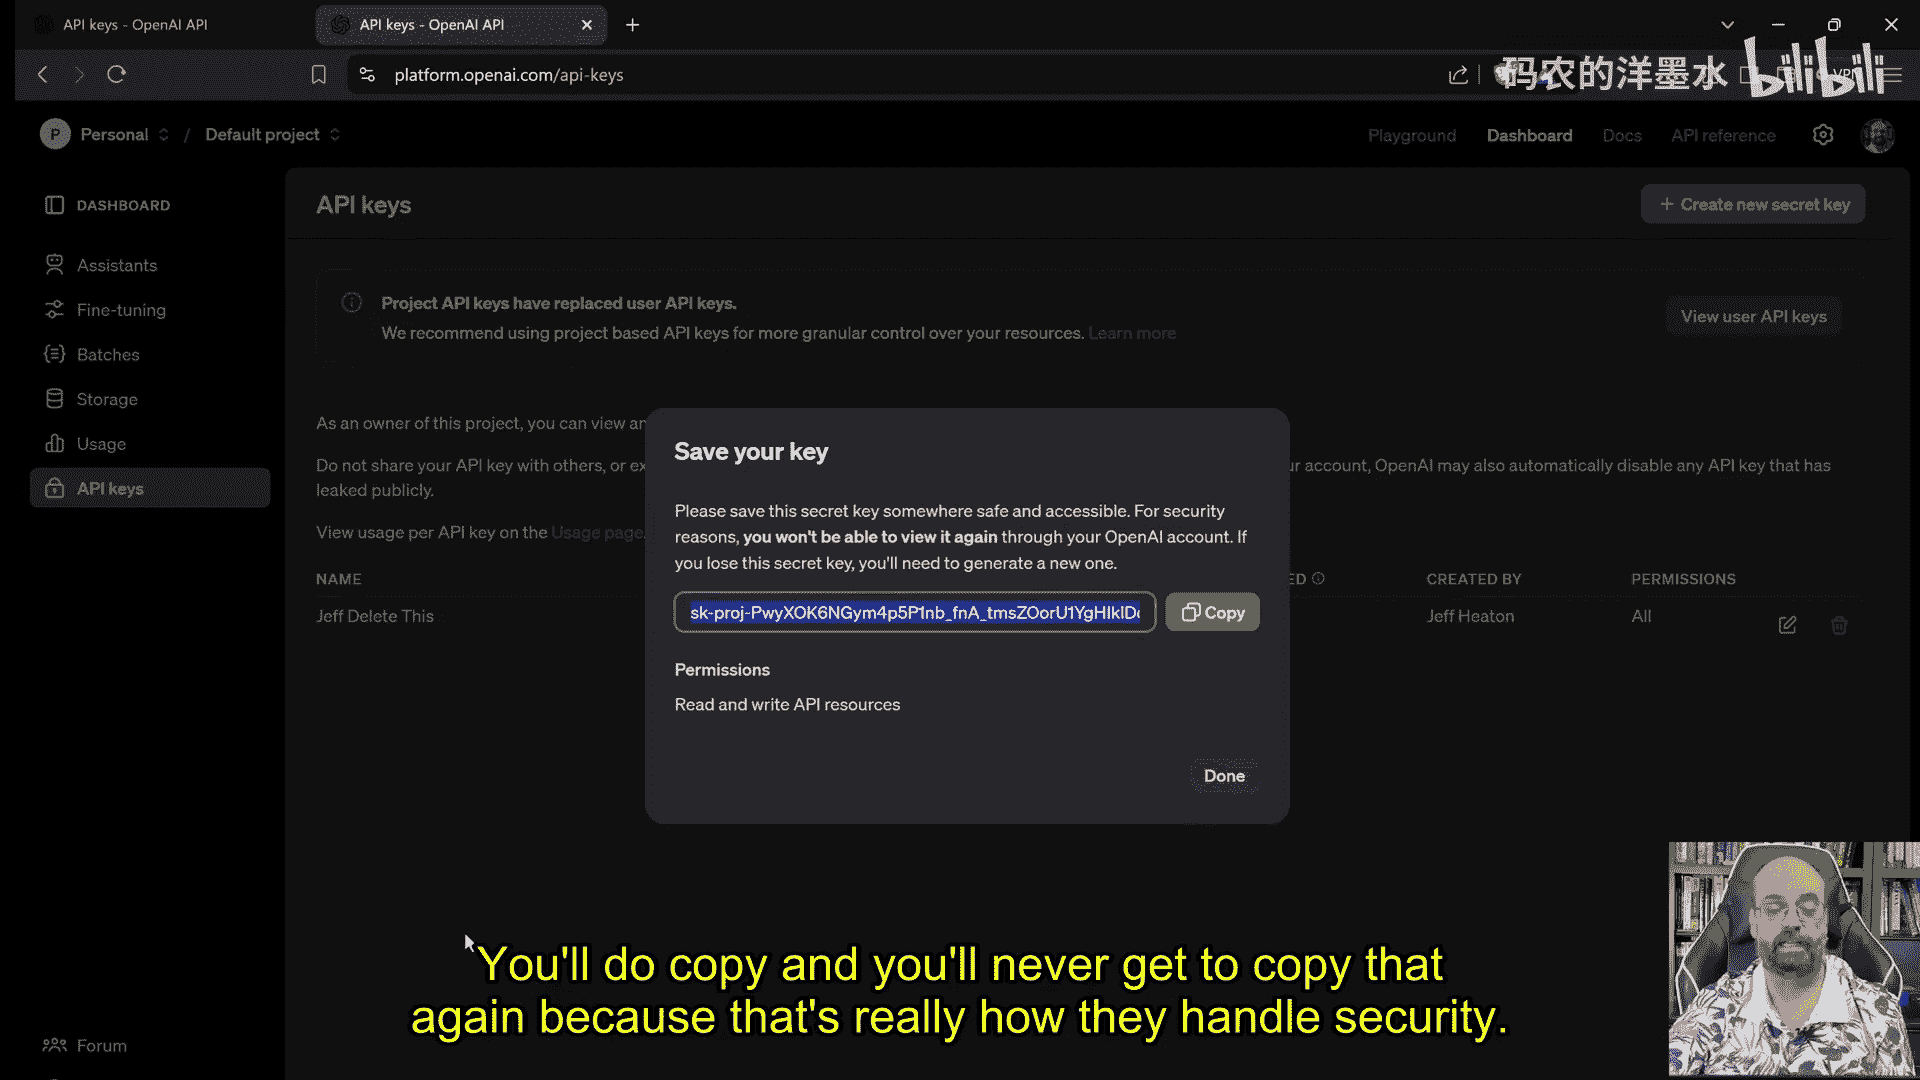 API keys - OpenAI API
API keys - OpenAI API
platform.openai.com/api-keys
码农的洋墨水 bilibili
VPN
P Personal / Default project
Playground Dashboard Docs API reference
DASHBOARD
Assistants
Fine-tuning
Batches
Storage
Usage
API keys
Forum
API keys
+ Create new secret key
Project API keys have replaced user API keys.
We recommend using project based API keys for more granular control over your resources. Learn more
View user API keys
As an owner of this project, you can view
Do not share your API key with others, or
account, OpenAI may also automatically disable any API key that has
leaked publicly.
View usage per API key on the Usage page.
NAME
CREATED BY PERMISSIONS
Jeff Delete This
Jeff Heaton All
Save your key
Please save this secret key somewhere safe and accessible. For security
reasons, you won't be able to view it again through your OpenAI account. If
you lose this secret key, you'll need to generate a new one.
Copy
Permissions
Read and write API resources
Done
You'll do copy and you'll never get to copy that
again because that's really how they handle security.